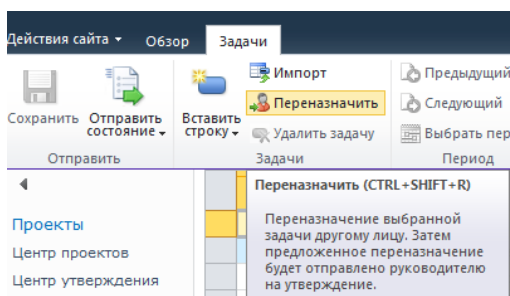 Действия сайта Обзор Задачи
Импорт
Переназначить
Удалить задачу
Сохранить
Отправить
состояние
Вставить
строку
Предыдущий
Следующий
Выбрать пер
Отправить Задачи Период
Переназначить (CTRL+SHIFT+R)
Переназначение выбранной
задачи другому лицу. Затем
предложенное переназначение
будет отправлено руководителю
на утверждение.
Проекты
Центр проектов
Центр утверждения